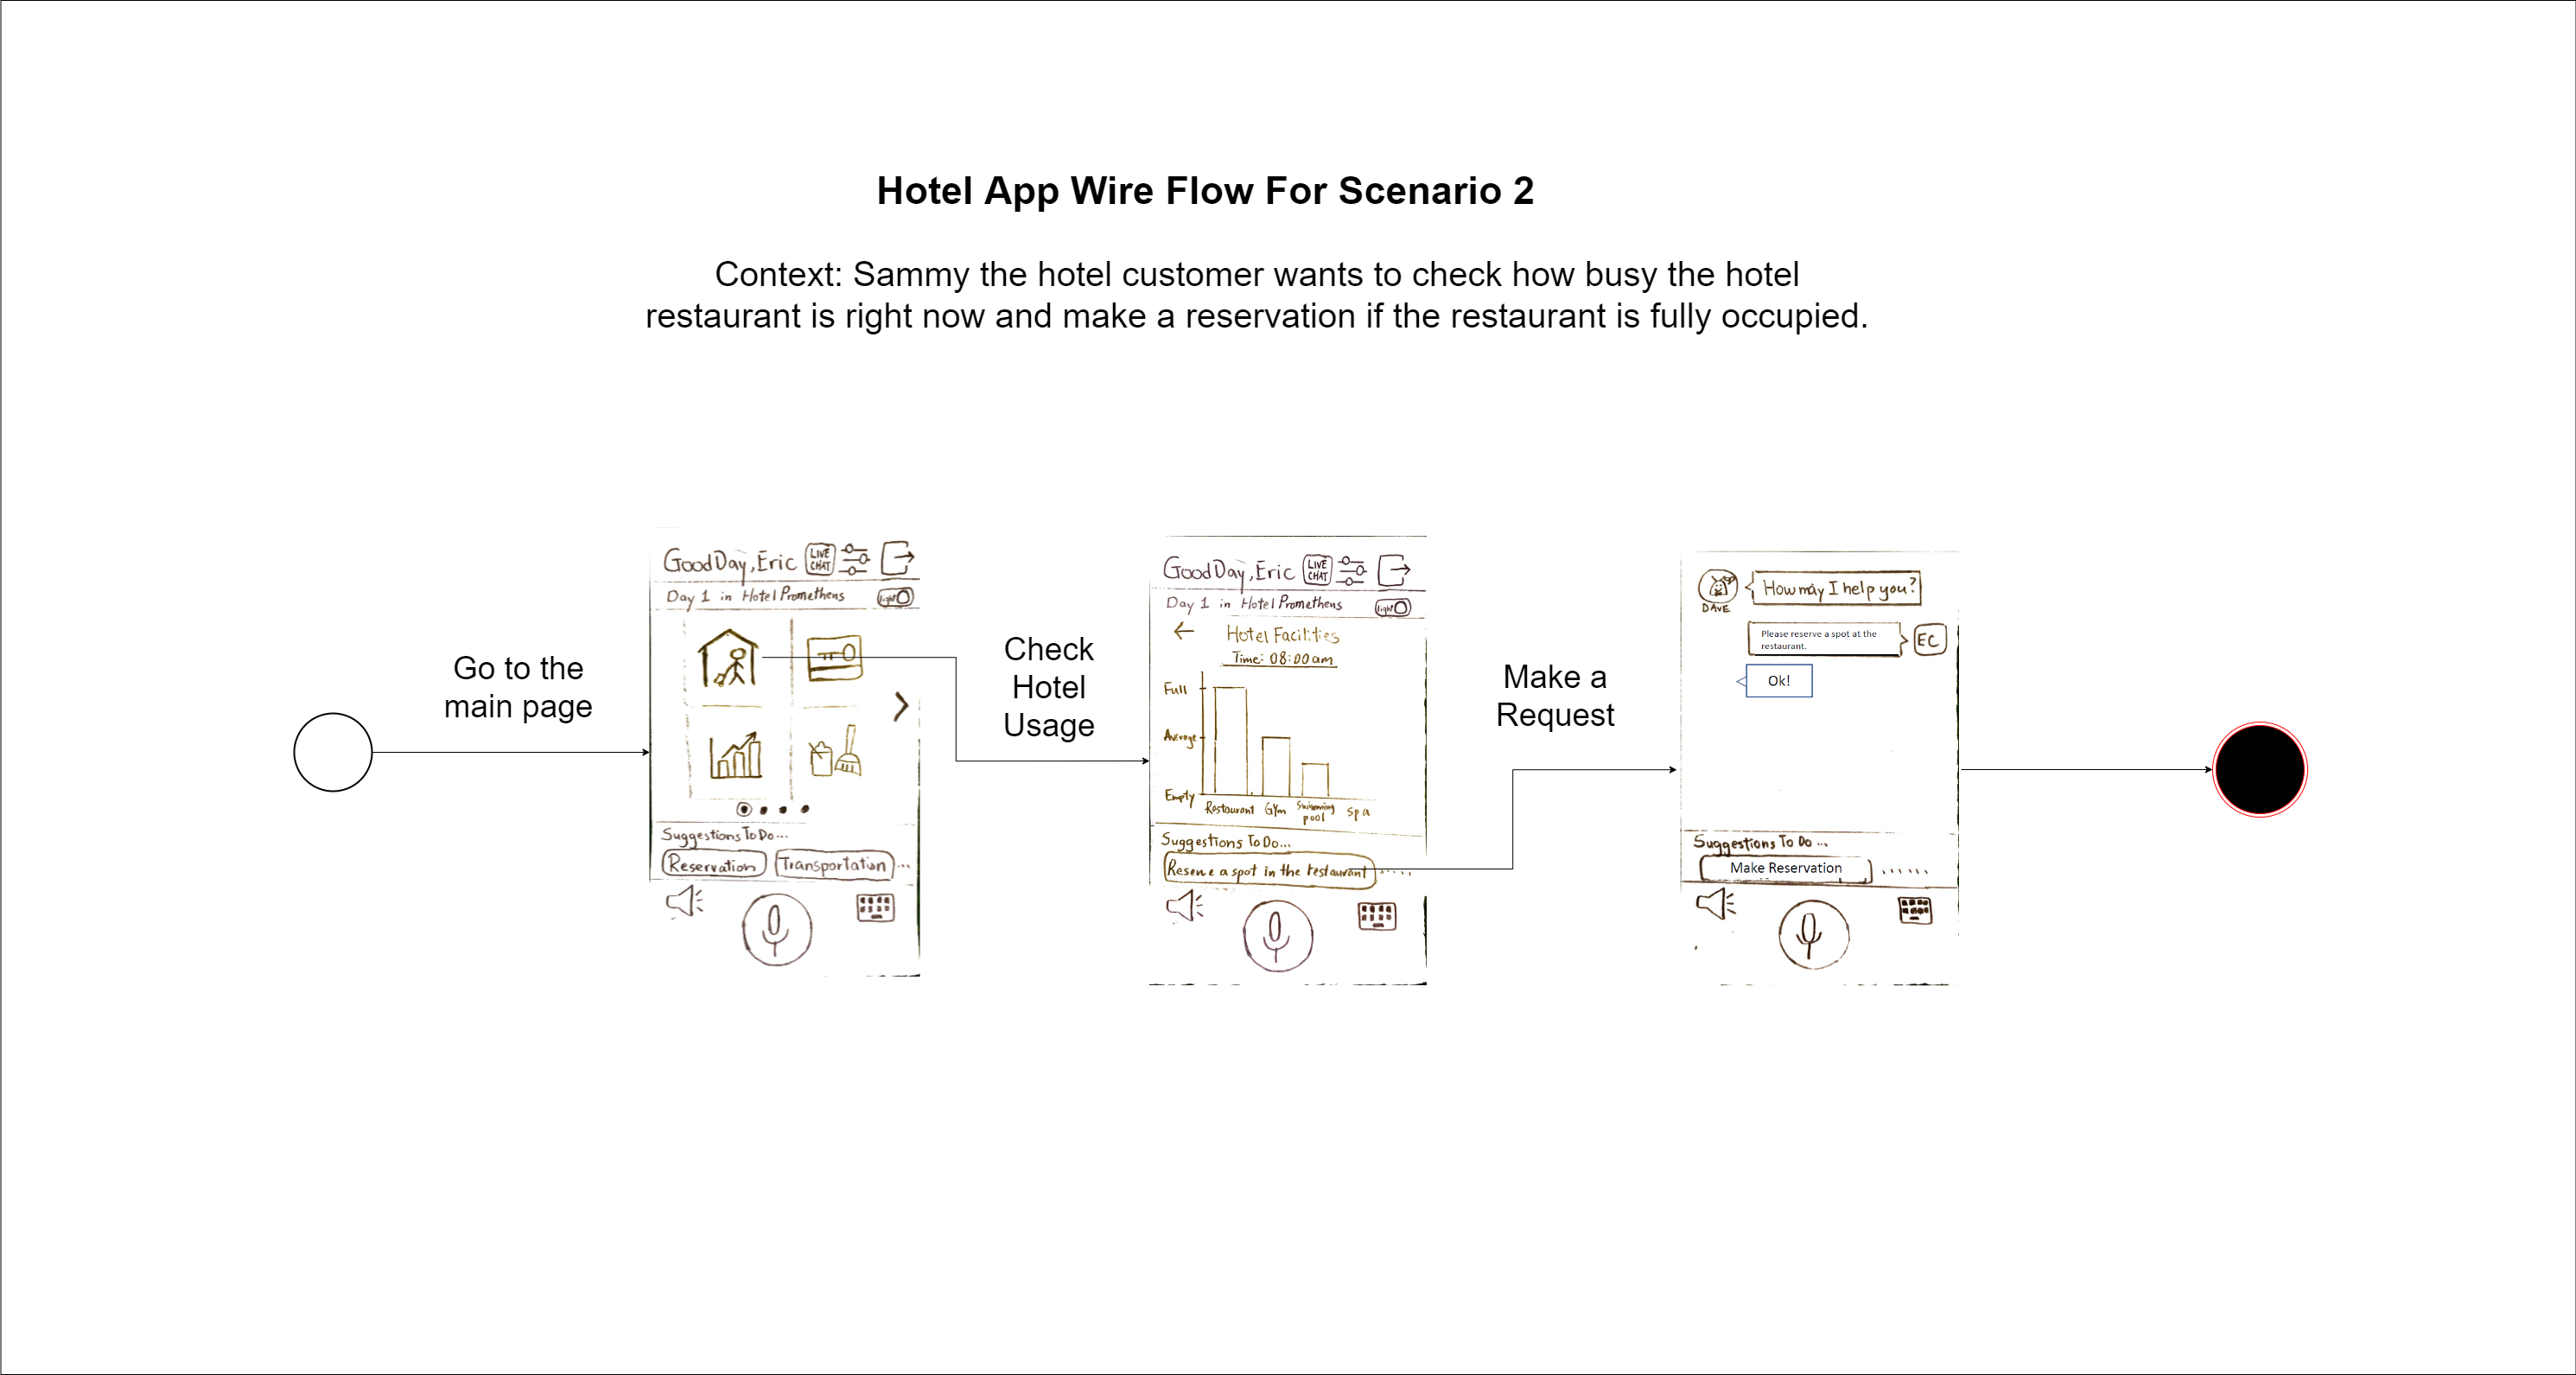 Hotel App Wire Flow For Scenario 2
Context: Sammy the hotel customer wants to check how busy the hotel
restaurant is right now and make a reservation if the restaurant is fully occupied.
Go to the
main page
Good Day, Eric
LIVE
CHAT
Day 1 in Hotel Promethens
light
Suggestions To Do...
Reservation
Transportation ...
Check
Hotel
Usage
Good Day, Eric
LIVE
CHAT
Day 1 in Hotel Promethens
light
Hotel Facilities
Time: 08:00am
Full
Average
Empty
Restaurant Gym Swimming pool Spa
Suggestions To Do...
Reserve a spot in the restaurant
Make a
Request
DAVE
How may I help you?
Please reserve a spot at the
restaurant.
EC
Ok!
Suggestions To Do ...
Make Reservation